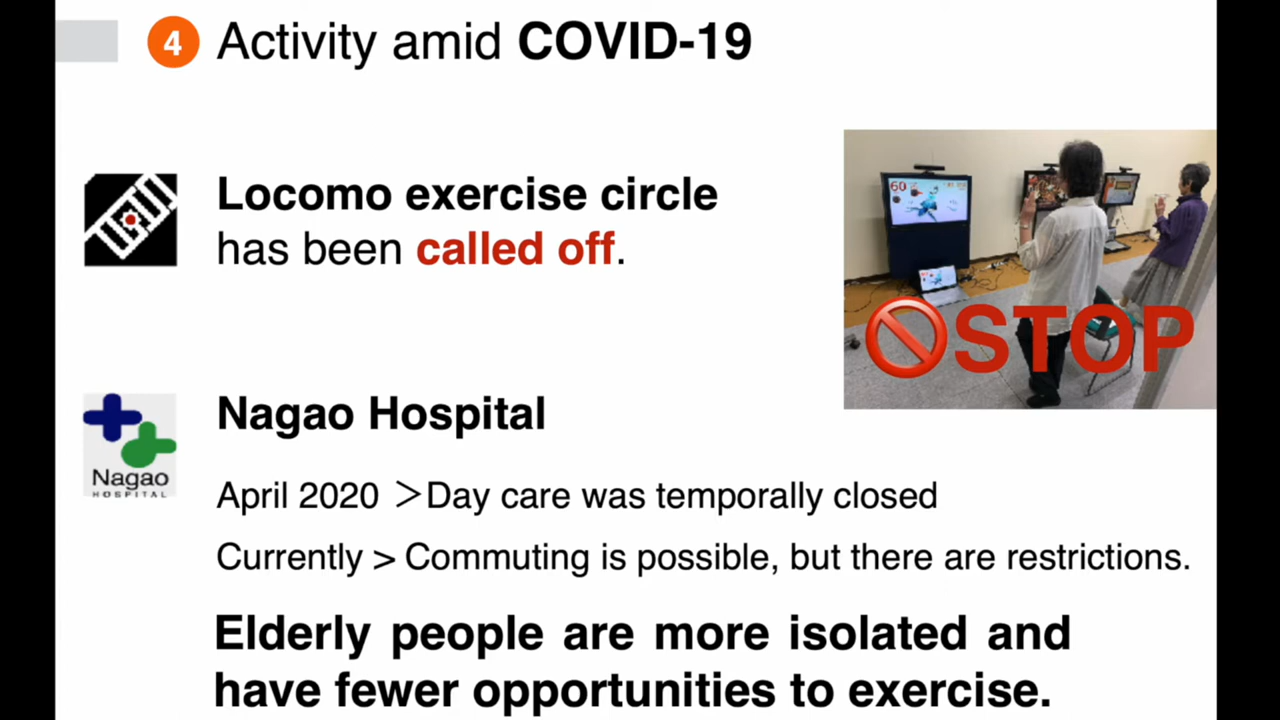 4 Activity amid COVID-19
Locomo exercise circle
has been called off.
60
🚫STOP
Nagao
HOSPITAL
Nagao Hospital
April 2020 ＞Day care was temporally closed
Currently > Commuting is possible, but there are restrictions.
Elderly people are more isolated and
have fewer opportunities to exercise.